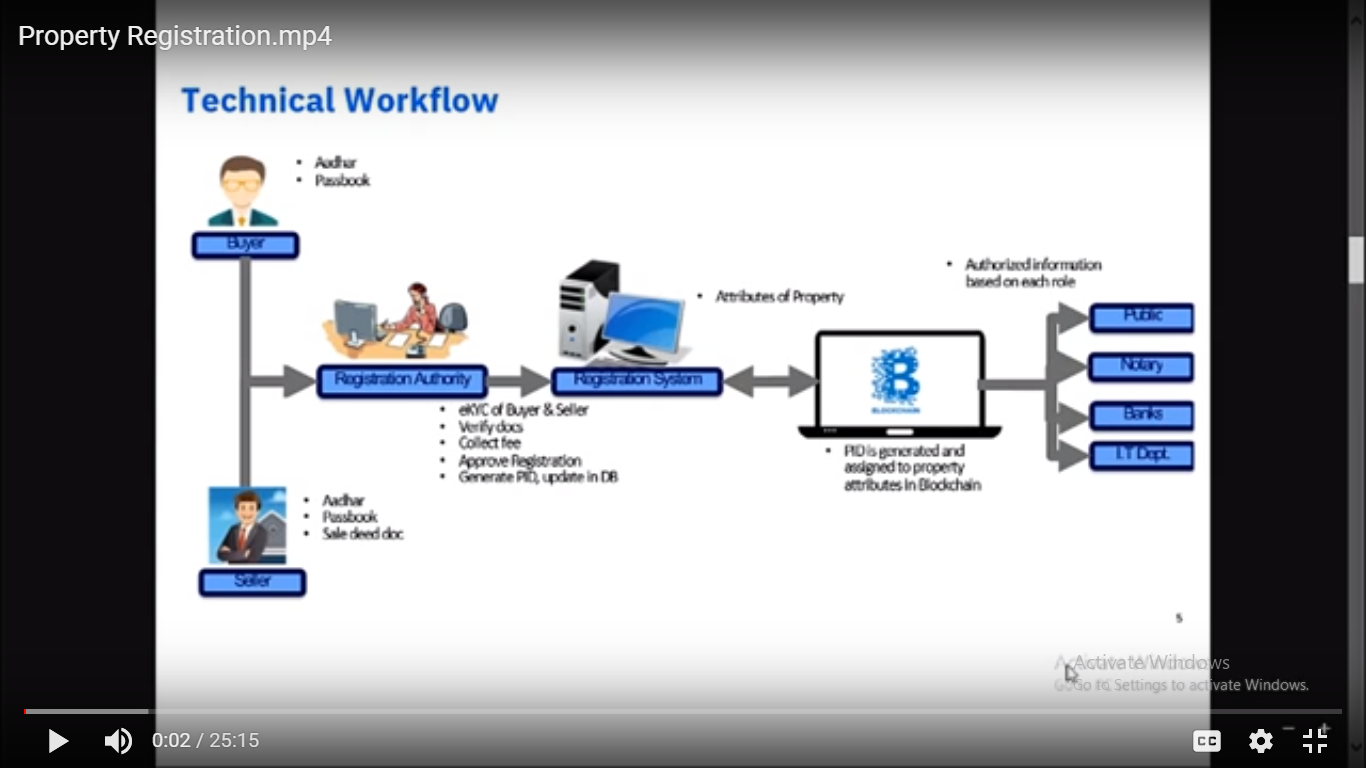 Property Registration.mp4
Technical Workflow
• Aadhar
• Passbook
Buyer
• Authorized information
based on each role
• Attributes of Property
Public
Registration Authority
Registration System
BLOCKCHAIN
Notary
Banks
I.T Dept.
• eKYC of Buyer & Seller
• Verify docs
• Collect fee
• Approve Registration
• Generate PID, update in DB
• PID is generated and
assigned to property
attributes in Blockchain
• Aadhar
• Passbook
• Sale deed doc
Seller
5
Activate Windows
Go to Settings to activate Windows.
0:02 / 25:15
CC